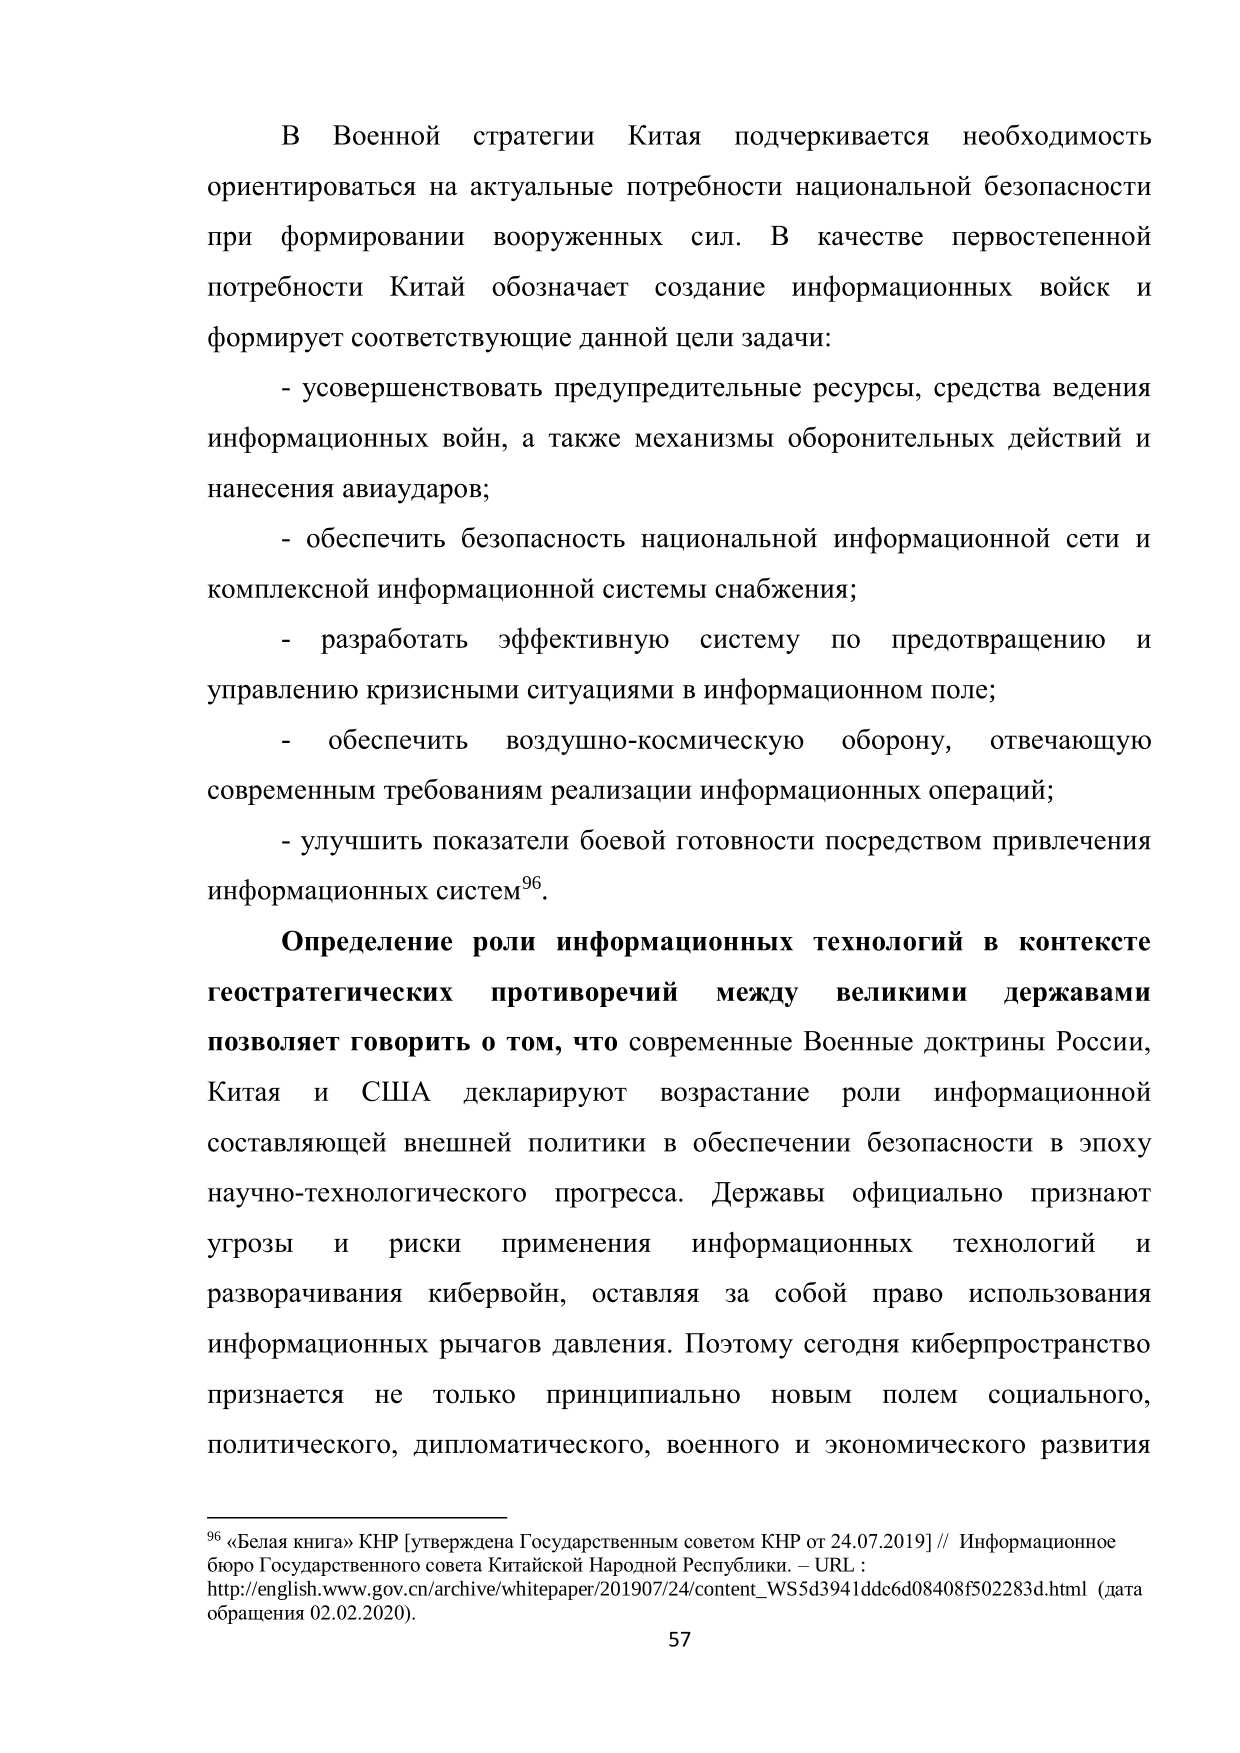 В Военной стратегии Китая подчеркивается необходимость
ориентироваться на актуальные потребности национальной безопасности
при формировании вооруженных сил. В качестве первостепенной
потребности Китай обозначает создание информационных войск и
формирует соответствующие данной цели задачи:
- усовершенствовать предупредительные ресурсы, средства ведения
информационных войн, а также механизмы оборонительных действий и
нанесения авиаударов;
- обеспечить безопасность национальной информационной сети и
комплексной информационной системы снабжения;
- разработать эффективную систему по предотвращению и
управлению кризисными ситуациями в информационном поле;
- обеспечить воздушно-космическую оборону, отвечающую
современным требованиям реализации информационных операций;
- улучшить показатели боевой готовности посредством привлечения
информационных систем96.
Определение роли информационных технологий в контексте
геостратегических противоречий между великими державами
позволяет говорить о том, что современные Военные доктрины России,
Китая и США декларируют возрастание роли информационной
составляющей внешней политики в обеспечении безопасности в эпоху
научно-технологического прогресса. Державы официально признают
угрозы и риски применения информационных технологий и
разворачивания кибервойн, оставляя за собой право использования
информационных рычагов давления. Поэтому сегодня киберпространство
признается не только принципиально новым полем социального,
политического, дипломатического, военного и экономического развития
96 «Белая книга» КНР [утверждена Государственным советом КНР от 24.07.2019] // Информационное
бюро Государственного совета Китайской Народной Республики. – URL :
http://english.www.gov.cn/archive/whitepaper/201907/24/content_WS5d3941ddc6d08408f502283d.html (дата
обращения 02.02.2020).
57